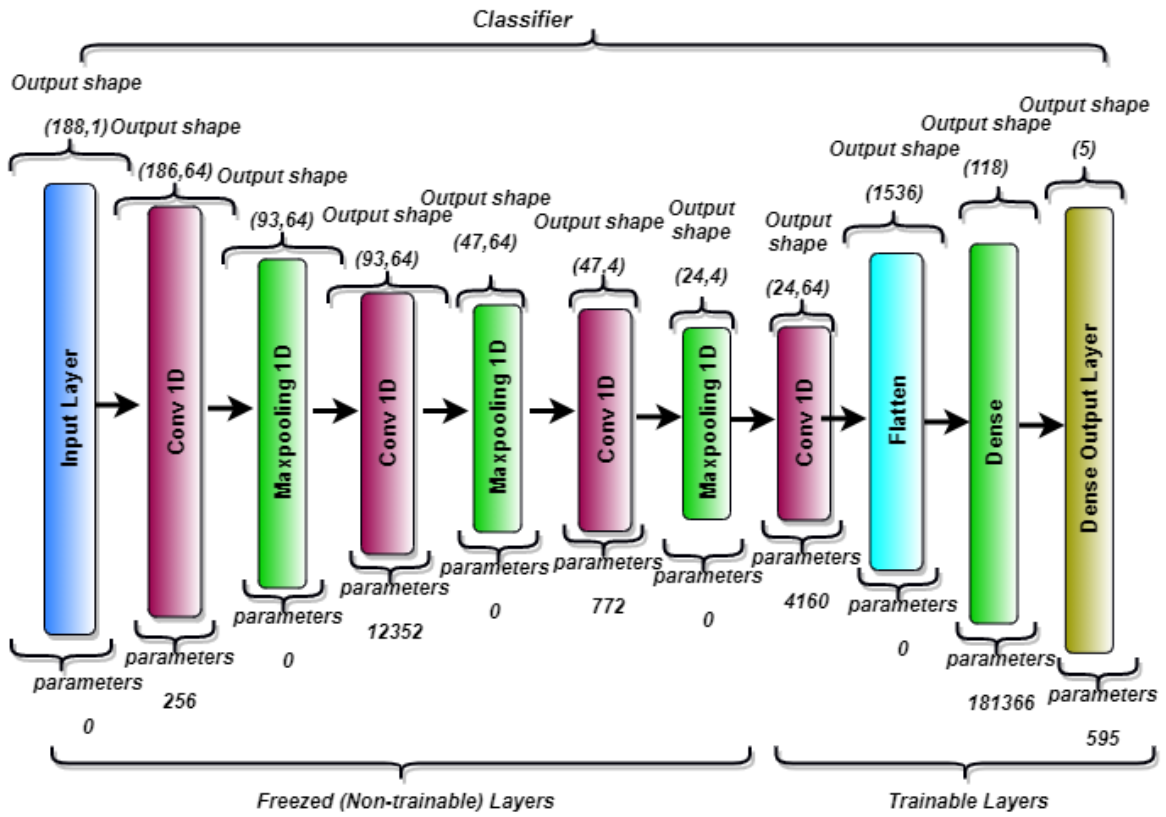 Classifier
Output shape
(188,1)
Output shape
(186,64)
Output shape
(93,64)
Output shape
(93,64)
Output shape
(47,64)
Output shape
(47,4)
Output
shape
(24,4)
Output
shape
(24,64)
Output shape
(1536)
Output shape
(118)
Output shape
(5)
Input Layer
Conv 1D
Maxpooling 1D
Conv 1D
Maxpooling 1D
Conv 1D
Maxpooling 1D
Conv 1D
Flatten
Dense
Dense Output Layer
parameters
0
parameters
256
parameters
0
parameters
12352
parameters
0
parameters
772
parameters
0
parameters
4160
parameters
0
parameters
181366
parameters
595
Freezed (Non-trainable) Layers
Trainable Layers